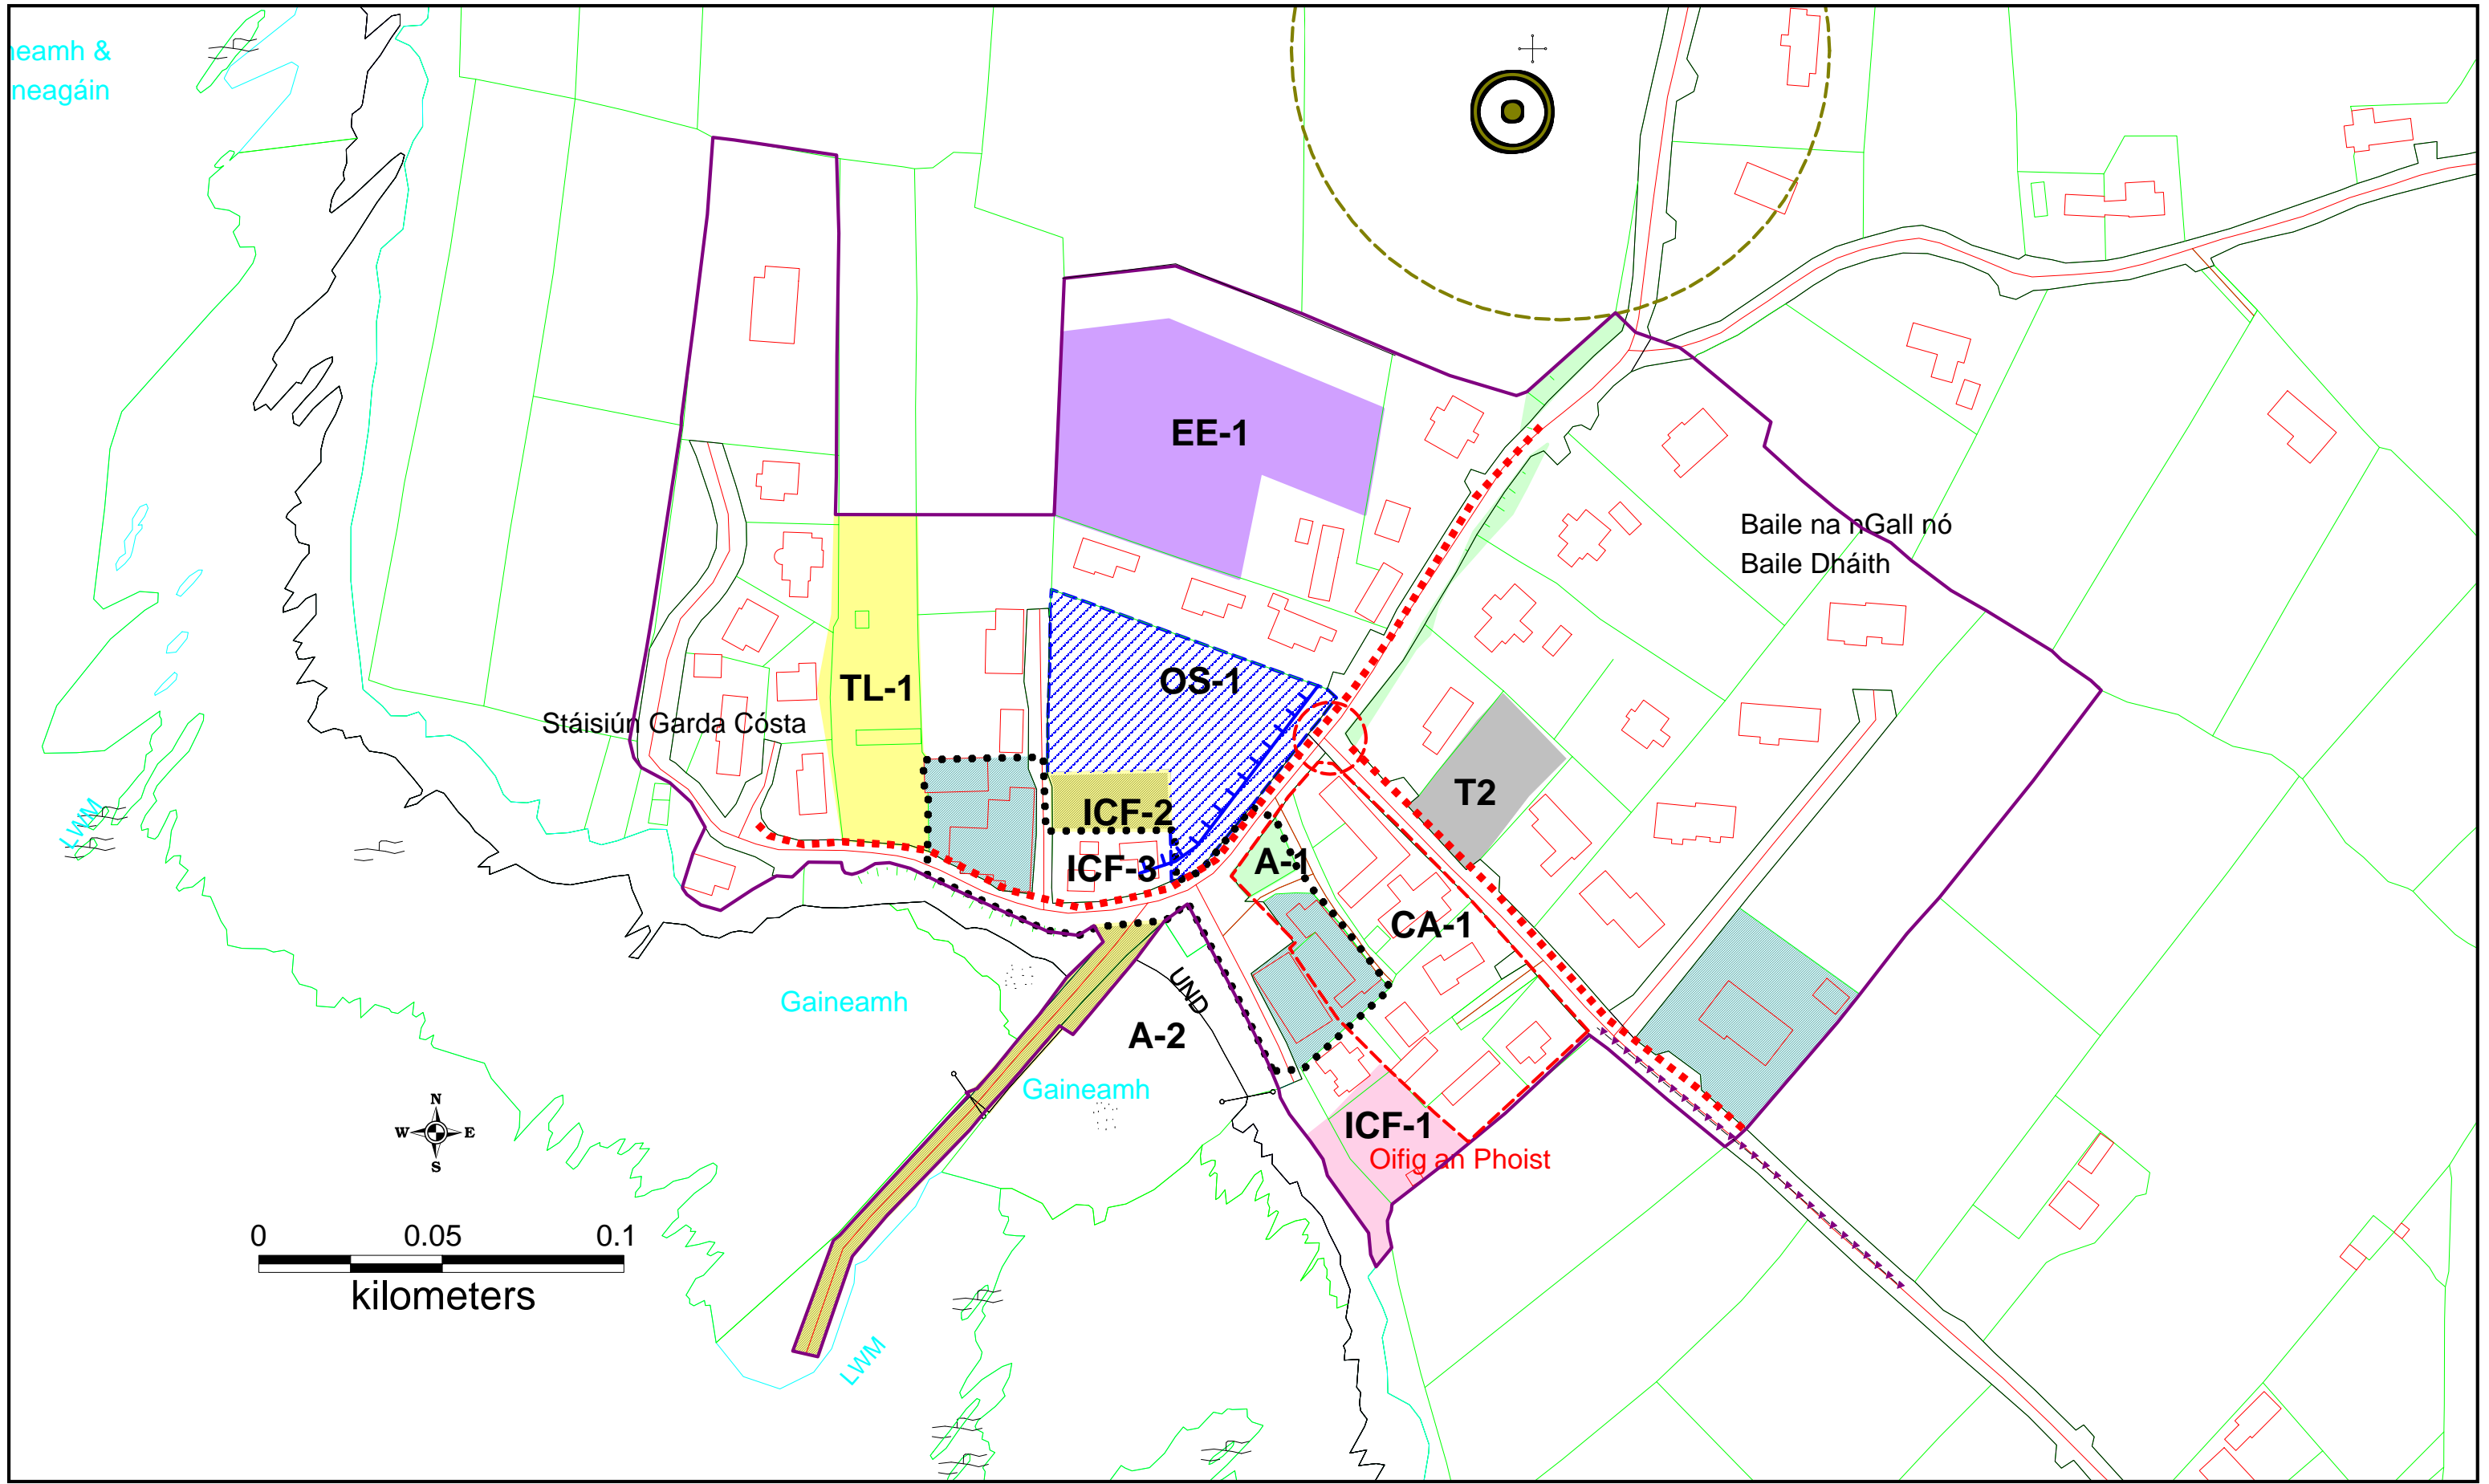 neamh &
neagáin
EE-1
Baile na nGall nó
Baile Dháith
TL-1
OS-1
Stáisiún Garda Cósta
T2
LWM
ICF-2
ICF-3
A-1
CA-1
UND
Gaineamh
A-2
Gaineamh
N
W E
S
ICF-1
Oifig an Phoist
0 0.05 0.1
kilometers
LWM